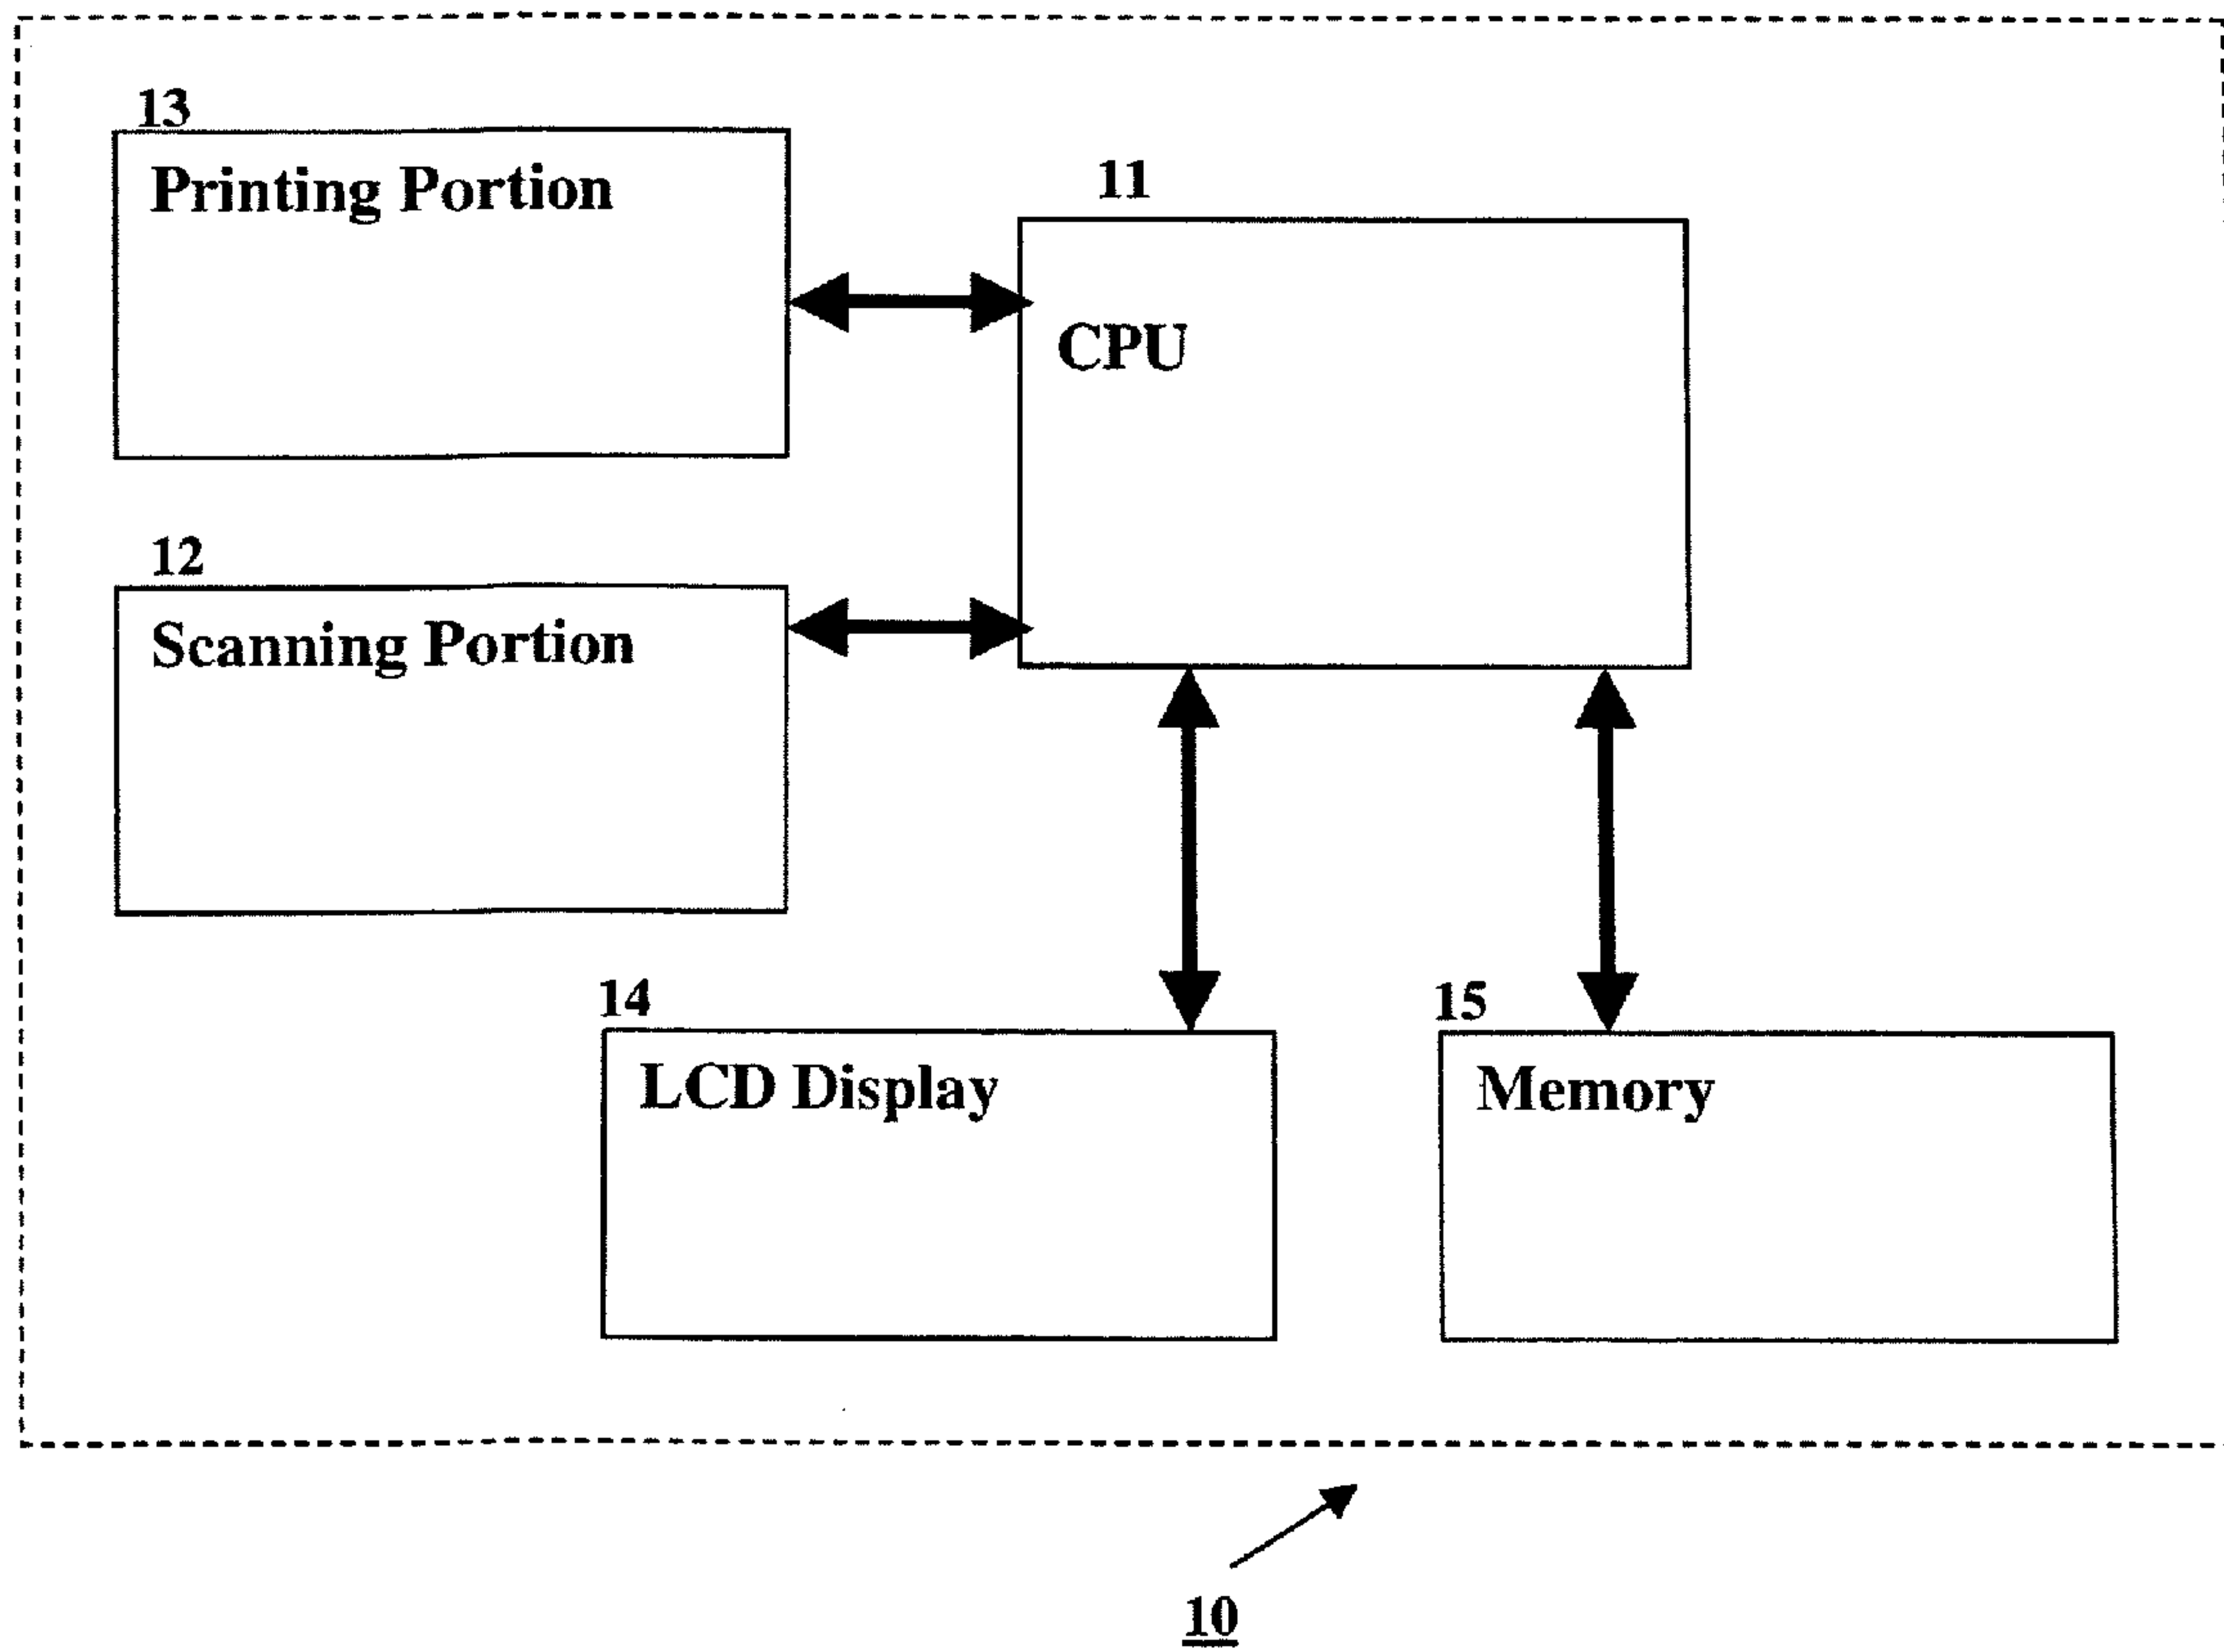 13
Printing Portion
11
CPU
12
Scanning Portion
14
LCD Display
15
Memory
10